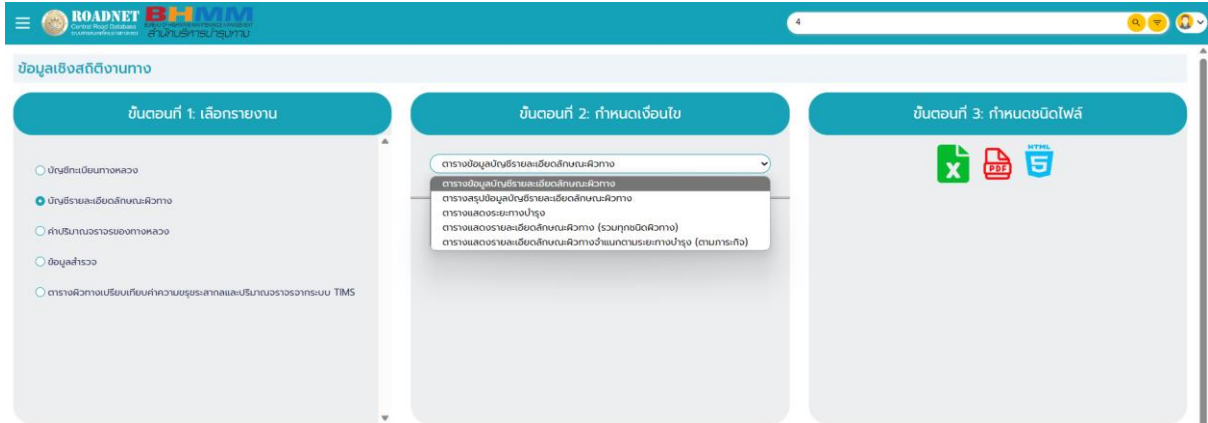 ROADNET
Central Road Database
BHMM
สำนักบริหารบำรุงทาง
4
ข้อมูลเชิงสถิติงานทาง
ขั้นตอนที่ 1: เลือกรายงาน
บัญชีทะเบียนทางหลวง
บัญชีรายละเอียดลักษณะผิวทาง
ค่าปริมาณจราจรของทางหลวง
ข้อมูลสำรวจ
ตารางผิวทางเปรียบเทียบค่าความขรุขระสากลและปริมาณจราจรจากระบบ TIMS
ขั้นตอนที่ 2: กำหนดเงื่อนไข
ตารางข้อมูลบัญชีรายละเอียดลักษณะผิวทาง
ตารางข้อมูลบัญชีรายละเอียดลักษณะผิวทาง
ตารางสรุปข้อมูลบัญชีรายละเอียดลักษณะผิวทาง
ตารางแสดงระยะทางบำรุง
ตารางแสดงรายละเอียดลักษณะผิวทาง (รวมทุกชนิดผิวทาง)
ตารางแสดงรายละเอียดลักษณะผิวทางจำแนกตามระยะทางบำรุง (ตามภาระกิจ)
ขั้นตอนที่ 3: กำหนดชนิดไฟล์
X
PDF
HTML
5